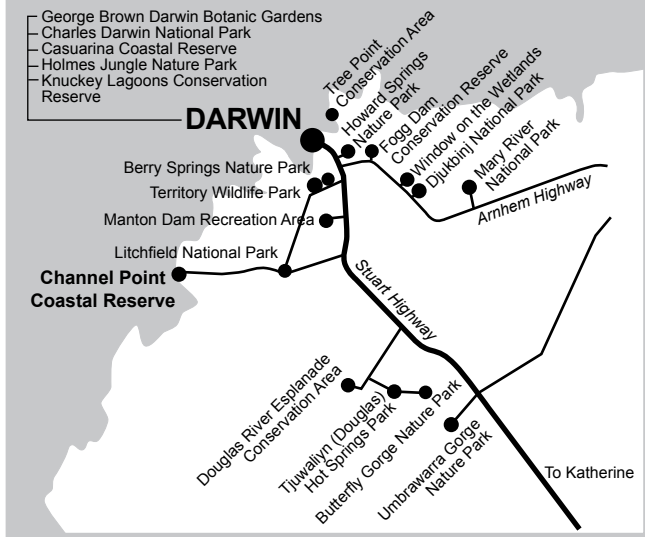 George Brown Darwin Botanic Gardens
Charles Darwin National Park
Casuarina Coastal Reserve
Holmes Jungle Nature Park
Knuckey Lagoons Conservation
Reserve
DARWIN
Tree Point
Conservation Area
Howard Springs
Nature Park
Fogg Dam
Conservation Reserve
Window on the Wetlands
Djukbinj National Park
Mary River
National Park
Arnhem Highway
Berry Springs Nature Park
Territory Wildlife Park
Manton Dam Recreation Area
Litchfield National Park
Channel Point
Coastal Reserve
Stuart Highway
Douglas River Esplanade
Conservation Area
Tjuwaliyn (Douglas)
Hot Springs Park
Butterfly Gorge Nature Park
Umbrawarra Gorge
Nature Park
To Katherine